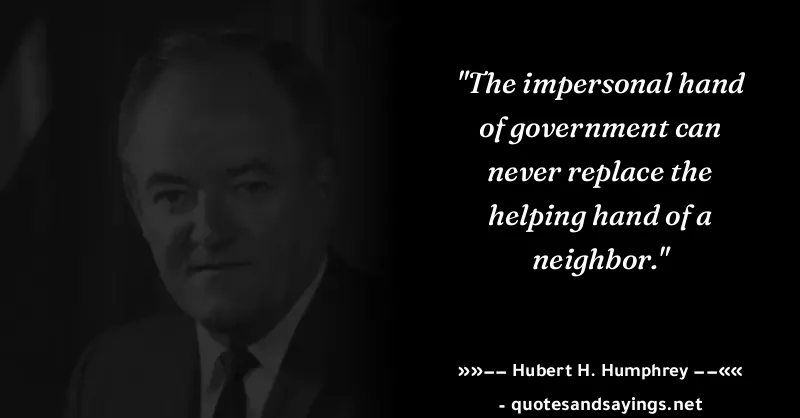 "The impersonal hand
of government can
never replace the
helping hand of a
neighbor."
»»–– Hubert H. Humphrey ––««
- quotesandsayings.net